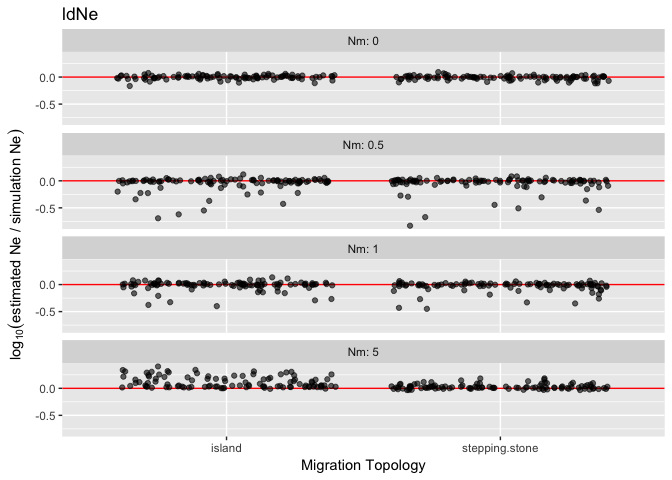 ldNe
Nm: 0
0.0
-0.5
Nm: 0.5
0.0
-0.5
Nm: 1
0.0
-0.5
Nm: 5
0.0
-0.5
log₁₀(estimated Ne / simulation Ne)
island stepping.stone
Migration Topology